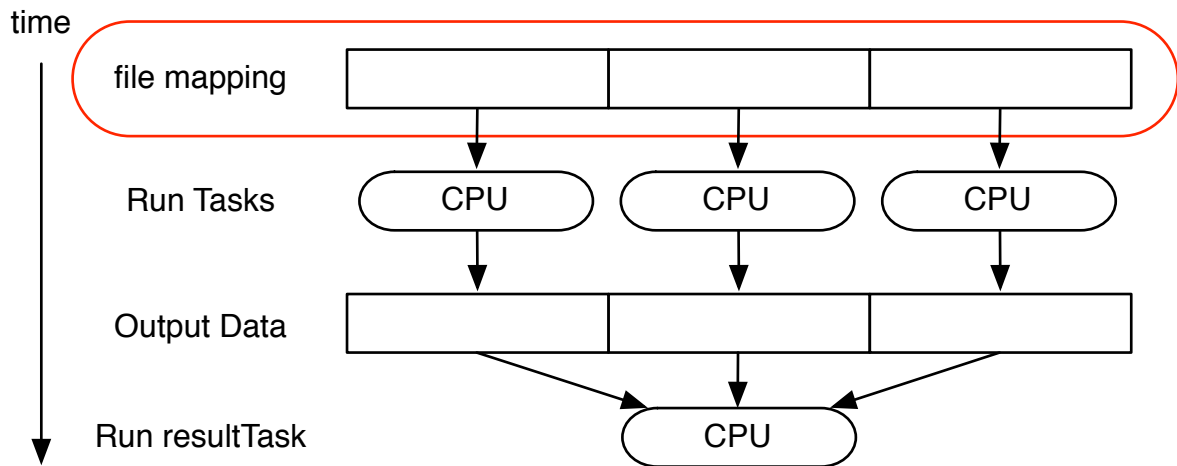 time
file mapping
Run Tasks
CPU
CPU
CPU
Output Data
Run resultTask
CPU